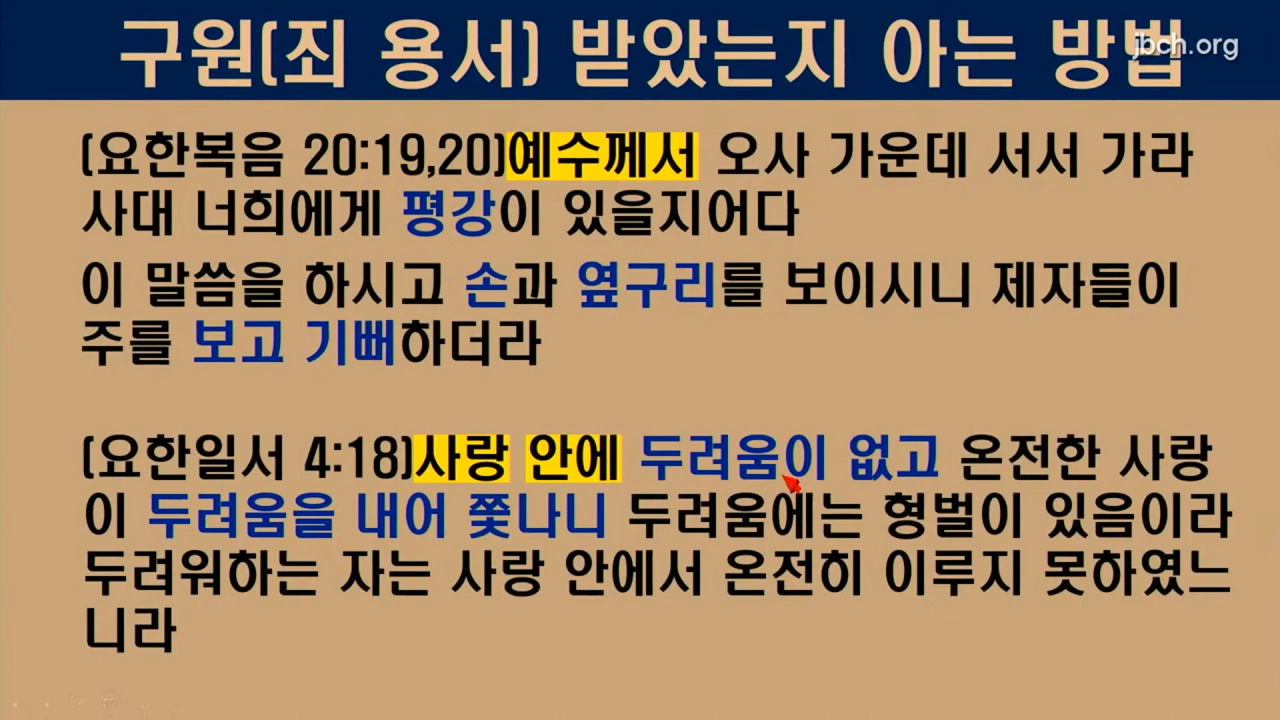 구원(죄 용서) 받았는지 아는 방법
jbch.org
(요한복음 20:19,20)예수께서 오사 가운데 서서 가라
사대 너희에게 평강이 있을지어다
이 말씀을 하시고 손과 옆구리를 보이시니 제자들이
주를 보고 기뻐하더라
(요한일서 4:18)사랑 안에 두려움이 없고 온전한 사랑
이 두려움을 내어 쫓나니 두려움에는 형벌이 있음이라
두려워하는 자는 사랑 안에서 온전히 이루지 못하였느
니라